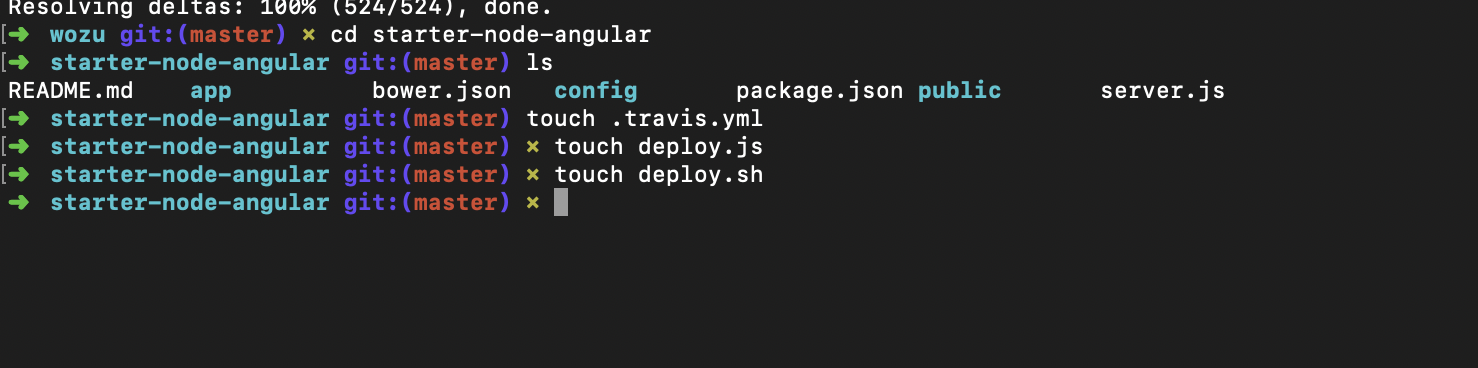 Resolving deltas: 100% (524/524), done.
[➜  wozu git:(master) ✗ cd starter-node-angular
[➜  starter-node-angular git:(master) ls
README.md    app          bower.json   config       package.json public       server.js
[➜  starter-node-angular git:(master) touch .travis.yml
[➜  starter-node-angular git:(master) ✗ touch deploy.js
[➜  starter-node-angular git:(master) ✗ touch deploy.sh
➜  starter-node-angular git:(master) ✗